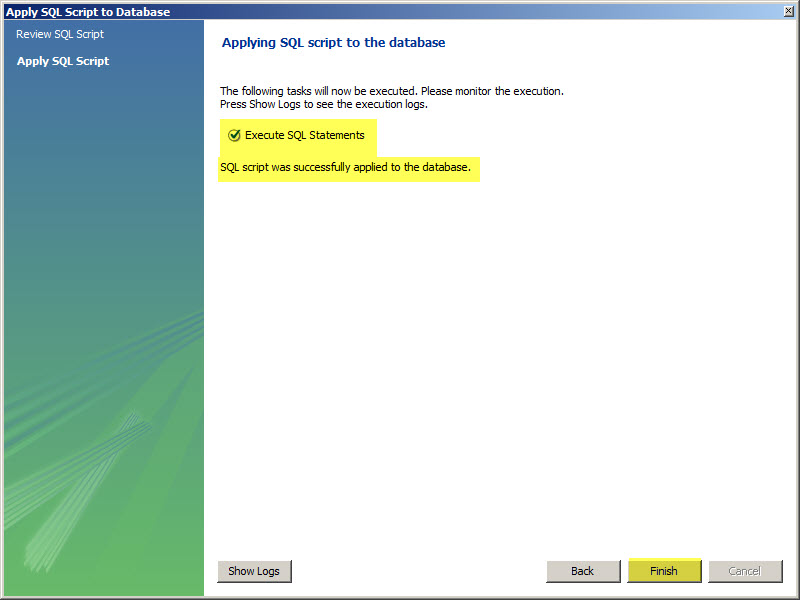 Apply SQL Script to Database
Review SQL Script
Apply SQL Script
Applying SQL script to the database
The following tasks will now be executed. Please monitor the execution.
Press Show Logs to see the execution logs.
Execute SQL Statements
SQL script was successfully applied to the database.
Show Logs
Back
Finish
Cancel